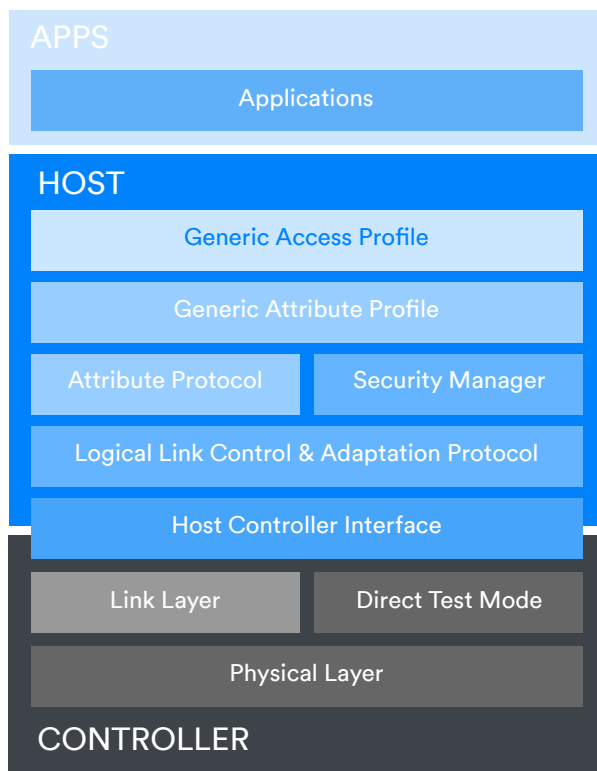 APPS
Applications
HOST
Generic Access Profile
Generic Attribute Profile
Attribute Protocol
Security Manager
Logical Link Control & Adaptation Protocol
Host Controller Interface
Link Layer
Direct Test Mode
Physical Layer
CONTROLLER